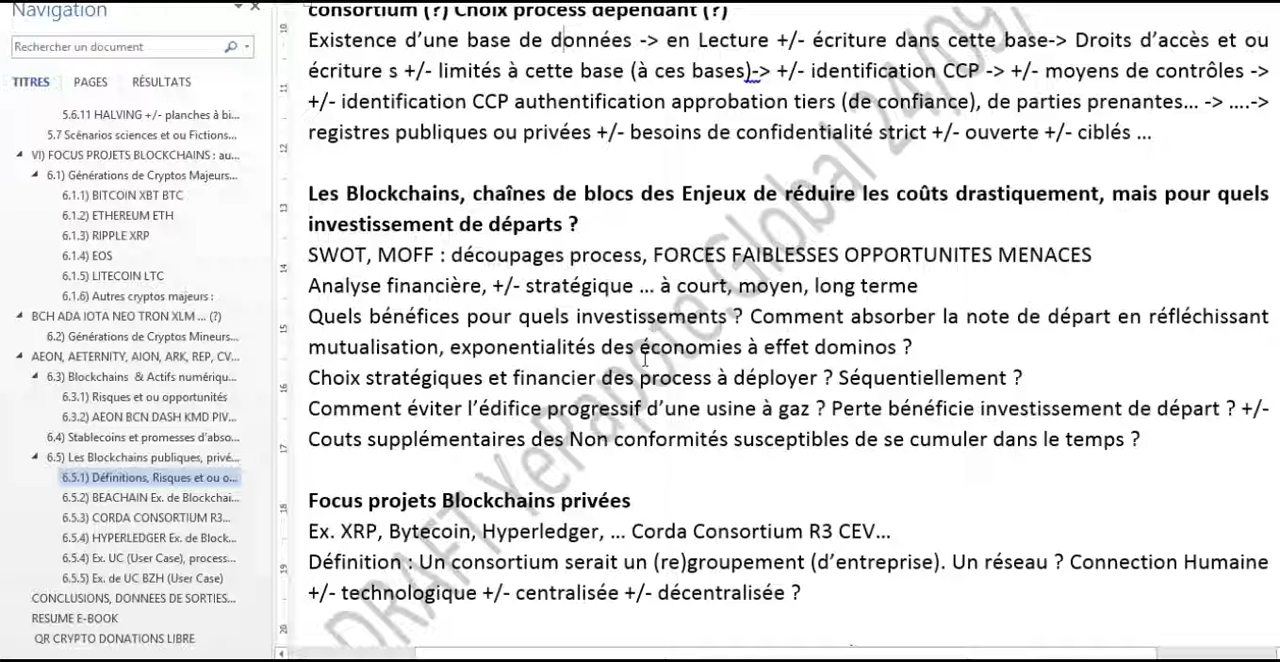 Navigation
Rechercher un document
TITRES PAGES RÉSULTATS
5.6.11 HALVING +/- planches à bi...
5.7 Scénarios sciences et ou Fictions...
VI) FOCUS PROJETS BLOCKCHAINS : au...
6.1) Générations de Cryptos Majeurs...
6.1.1) BITCOIN XBT BTC
6.1.2) ETHEREUM ETH
6.1.3) RIPPLE XRP
6.1.4) EOS
6.1.5) LITECOIN LTC
6.1.6) Autres cryptos majeurs :
BCH ADA IOTA NEO TRON XLM ... (?)
6.2) Générations de Cryptos Mineurs...
AEON, AETERNITY, AION, ARK, REP, CV...
6.3) Blockchains & Actifs numériqu...
6.3.1) Risques et ou opportunités
6.3.2) AEON BCN DASH KMD PIV...
6.4) Stablecoins et promesses d'abso...
6.5) Les Blockchains publiques, privé...
6.5.1) Définitions, Risques et ou o...
6.5.2) BEACHAIN Ex. de Blockchai...
6.5.3) CORDA CONSORTIUM R3...
6.5.4) HYPERLEDGER Ex. de Block...
6.5.4) Ex. UC (User Case), process...
6.5.5) Ex. de UC BZH (User Case)
CONCLUSIONS, DONNEES DE SORTIES...
RESUME E-BOOK
QR CRYPTO DONATIONS LIBRE
consortium (?) Choix process dépendant (?)
Existence d'une base de données -> en Lecture +/- écriture dans cette base-> Droits d'accès et ou
écriture s +/- limités à cette base (à ces bases)-> +/- identification CCP -> +/- moyens de contrôles ->
+/- identification CCP authentification approbation tiers (de confiance), de parties prenantes... -> ....->
registres publiques ou privées +/- besoins de confidentialité strict +/- ouverte +/- ciblés ...
Les Blockchains, chaînes de blocs des Enjeux de réduire les coûts drastiquement, mais pour quels
investissement de départs ?
SWOT, MOFF : découpages process, FORCES FAIBLESSES OPPORTUNITES MENACES
Analyse financière, +/- stratégique ... à court, moyen, long terme
Quels bénéfices pour quels investissements ? Comment absorber la note de départ en réfléchissant
mutualisation, exponentialités des économies à effet dominos ?
Choix stratégiques et financier des process à déployer ? Séquentiellement ?
Comment éviter l'édifice progressif d'une usine à gaz ? Perte bénéficie investissement de départ ? +/-
Couts supplémentaires des Non conformités susceptibles de se cumuler dans le temps ?
Focus projets Blockchains privées
Ex. XRP, Bytecoin, Hyperledger, ... Corda Consortium R3 CEV...
Définition : Un consortium serait un (re)groupement (d'entreprise). Un réseau ? Connection Humaine
+/- technologique +/- centralisée +/- décentralisée ?
DRAFT YePapote.Global 24/09/
10
11
12
13
14
15
16
17
18
19
20